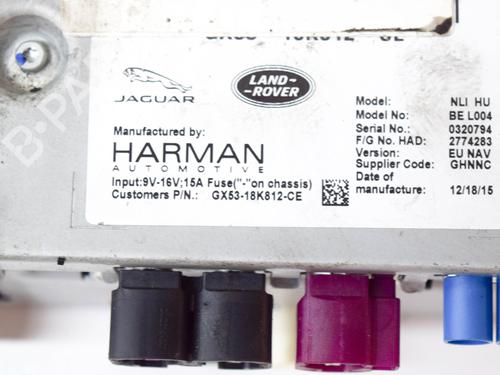 JAGUAR
LAND-
ROVER
Manufactured by:
HARMAN
AUTOMOTIVE
Input:9V-16V;15A Fuse("-"on chassis)
Customers P/N.: GX53-18K812-CE
Model: NLI HU
Model No: BE L004
Serial No.: 0320794
F/G No. HAD: 2774283
Version: EU NAV
Supplier Code: GHNNC
Date of
manufacture: 12/18/15